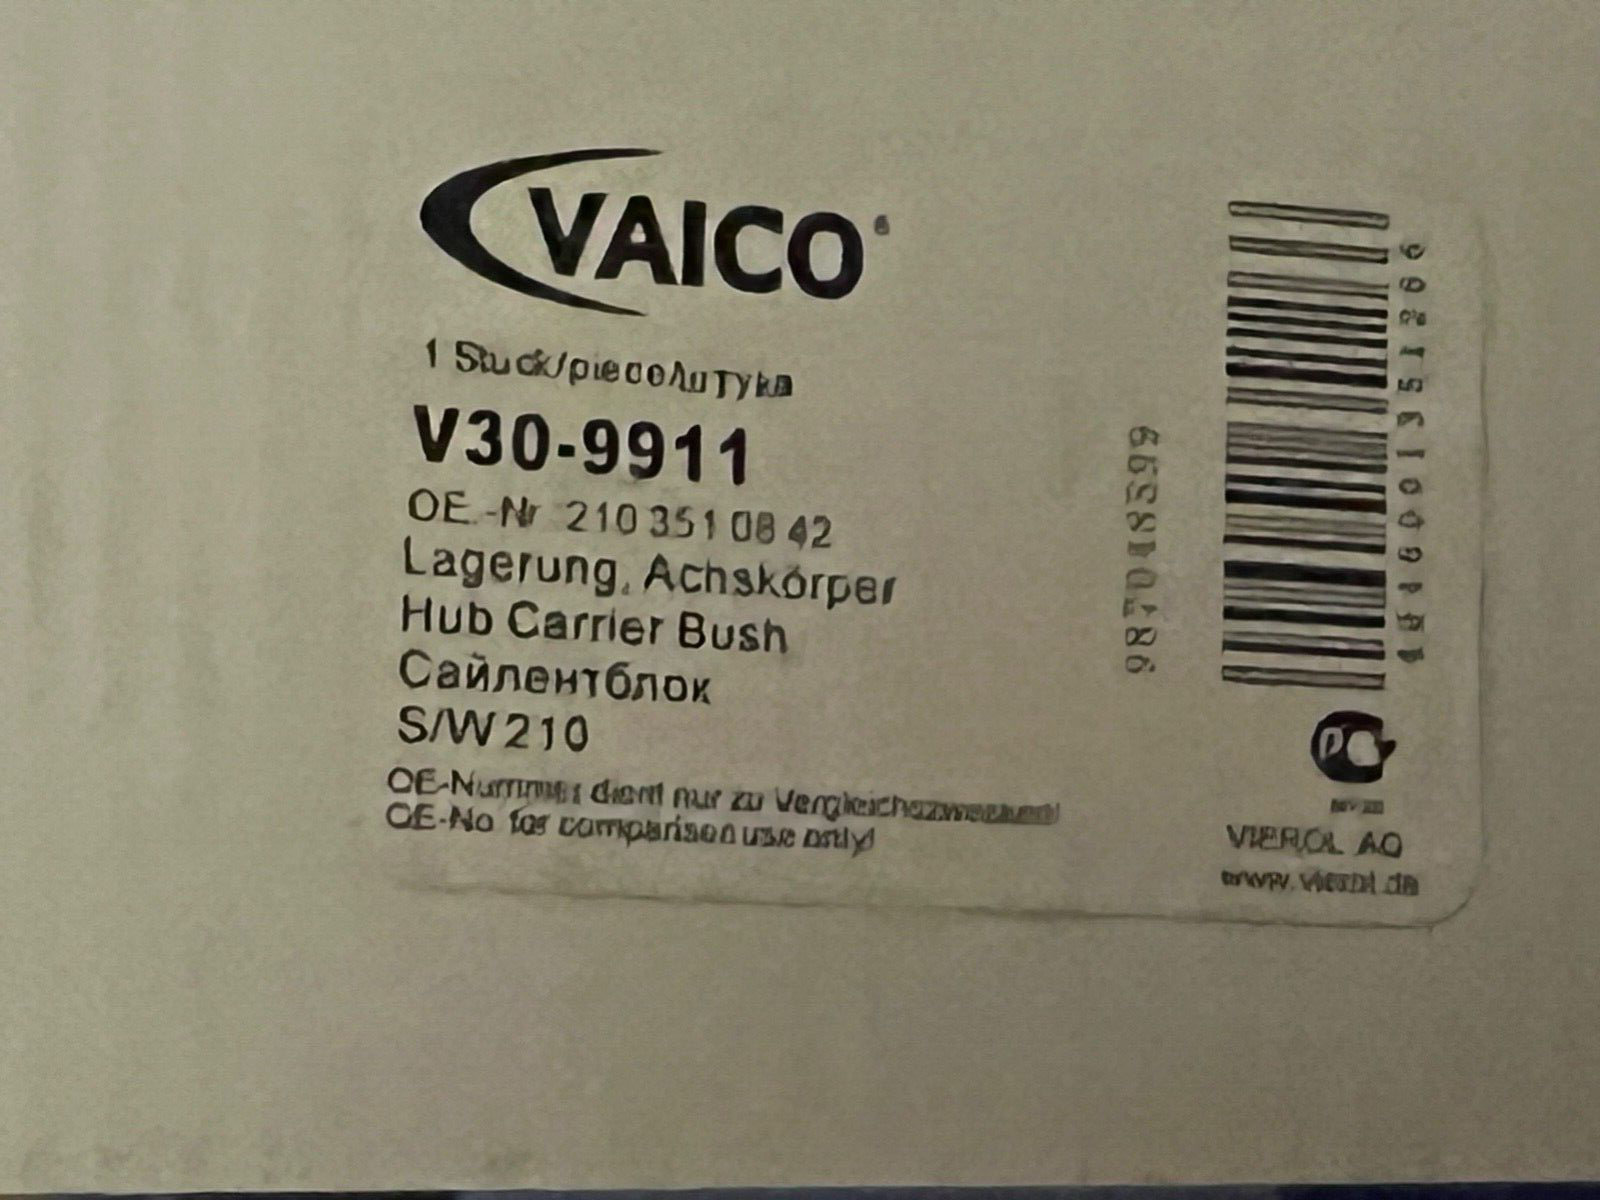 VAICO
1 Stück/piece/штука
V30-9911
OE.-Nr 210 351 08 42
Lagerung, Achskörper
Hub Carrier Bush
Сайлентблок
S/W 210
OE-Nummer dient nur zu Vergleichszwecken!
OE-No for comparison use only!
VIEROL AG
www.vierol.de